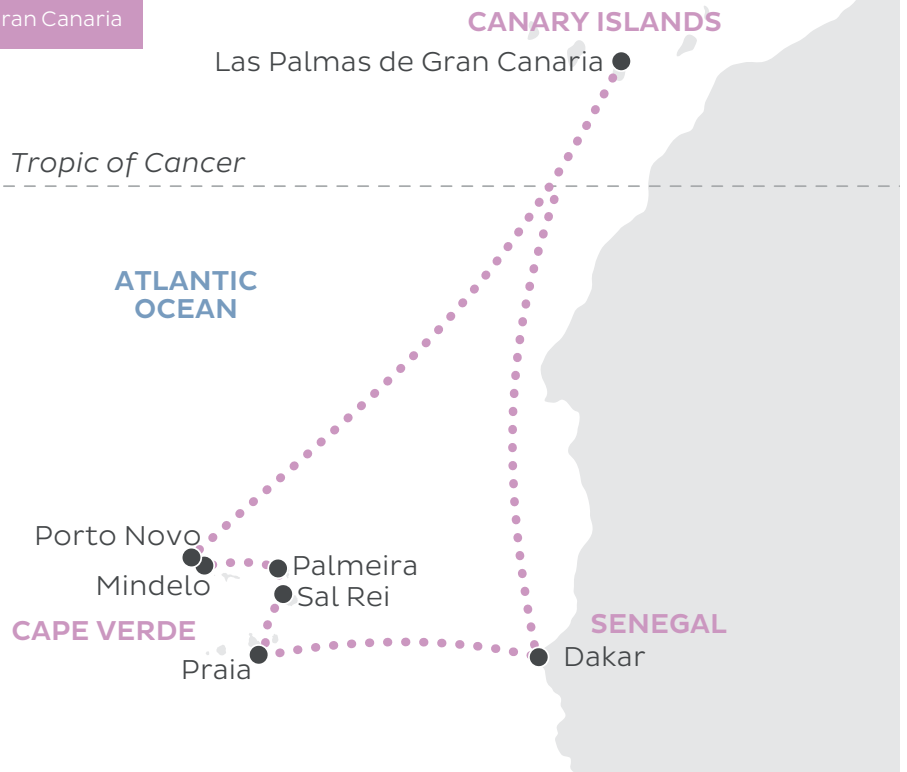 ran Canaria
CANARY ISLANDS
Las Palmas de Gran Canaria
Tropic of Cancer
ATLANTIC
OCEAN
Porto Novo
Mindelo
Palmeira
Sal Rei
CAPE VERDE
SENEGAL
Praia
Dakar